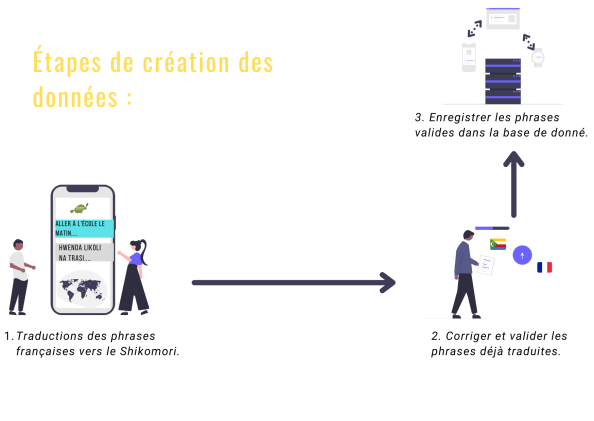 Étapes de création des
données :
3. Enregistrer les phrases
valides dans la base de donné.
ALLER À L'ÉCOLE LE
MATIN...
HWENDA LIKOLI
NA TRASI...
1. Traductions des phrases
françaises vers le Shikomori.
2. Corriger et valider les
phrases déjà traduites.